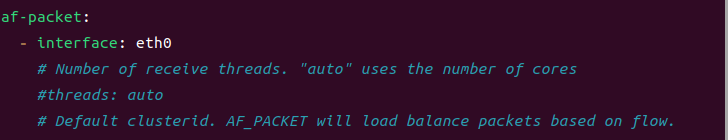 af-packet:
  - interface: eth0
    # Number of receive threads. "auto" uses the number of cores
    #threads: auto
    # Default clusterid. AF_PACKET will load balance packets based on flow.